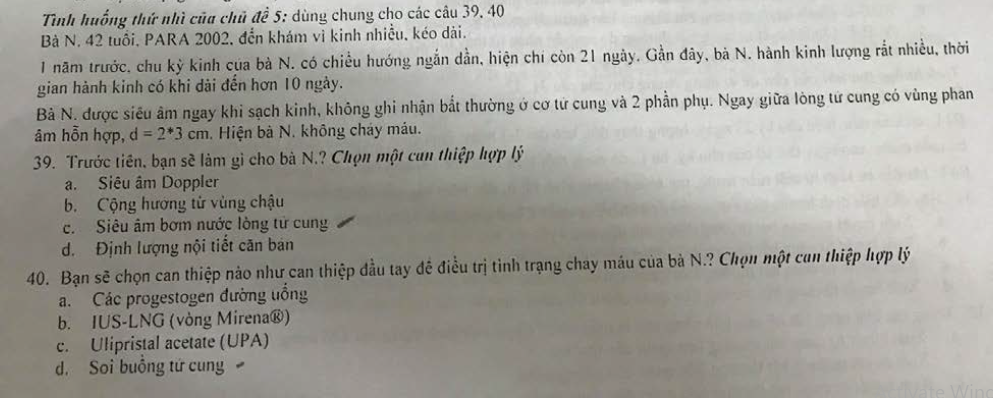 Tình huống thứ nhì của chủ đề 5: dùng chung cho các câu 39, 40
Bà N. 42 tuổi, PARA 2002, đến khám vì kinh nhiều, kéo dài.
1 năm trước, chu kỳ kinh của bà N. có chiều hướng ngắn dần, hiện chỉ còn 21 ngày. Gần đây, bà N. hành kinh lượng rất nhiều, thời
gian hành kinh có khi dài đến hơn 10 ngày.
Bà N. được siêu âm ngay khi sạch kinh, không ghi nhận bất thường ở cơ tử cung và 2 phần phụ. Ngay giữa lòng tử cung có vùng phản
âm hỗn hợp, d = 2*3 cm. Hiện bà N. không chảy máu.
39. Trước tiên, bạn sẽ làm gì cho bà N.? Chọn một can thiệp hợp lý
a. Siêu âm Doppler
b. Cộng hưởng từ vùng chậu
c. Siêu âm bơm nước lòng tử cung
d. Định lượng nội tiết căn bản
40. Bạn sẽ chọn can thiệp nào như can thiệp đầu tay để điều trị tình trạng chảy máu của bà N.? Chọn một can thiệp hợp lý
a. Các progestogen đường uống
b. IUS-LNG (vòng Mirena®)
c. Ulipristal acetate (UPA)
d. Soi buồng tử cung